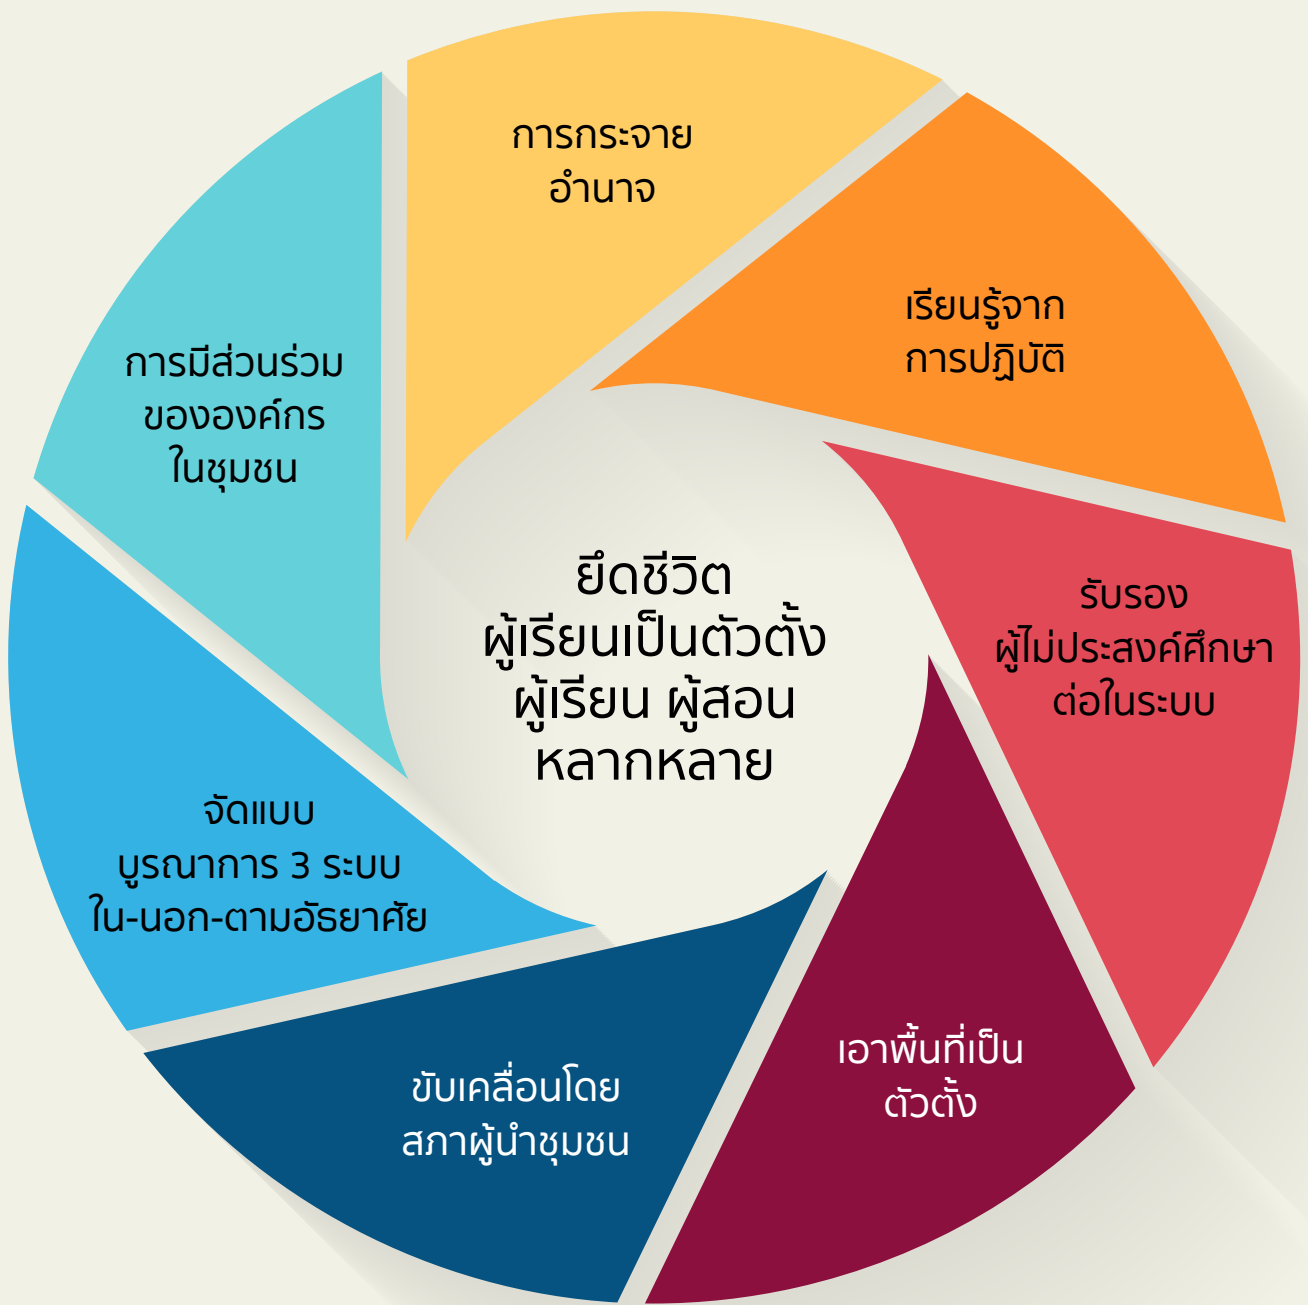 การกระจาย
อำนาจ
เรียนรู้จาก
การปฏิบัติ
รับรอง
ผู้ไม่ประสงค์ศึกษา
ต่อในระบบ
เอาพื้นที่เป็น
ตัวตั้ง
ขับเคลื่อนโดย
สภาผู้นำชุมชน
จัดแบบ
บูรณาการ 3 ระบบ
ใน-นอก-ตามอัธยาศัย
การมีส่วนร่วม
ขององค์กร
ในชุมชน
ยึดชีวิต
ผู้เรียนเป็นตัวตั้ง
ผู้เรียน ผู้สอน
หลากหลาย